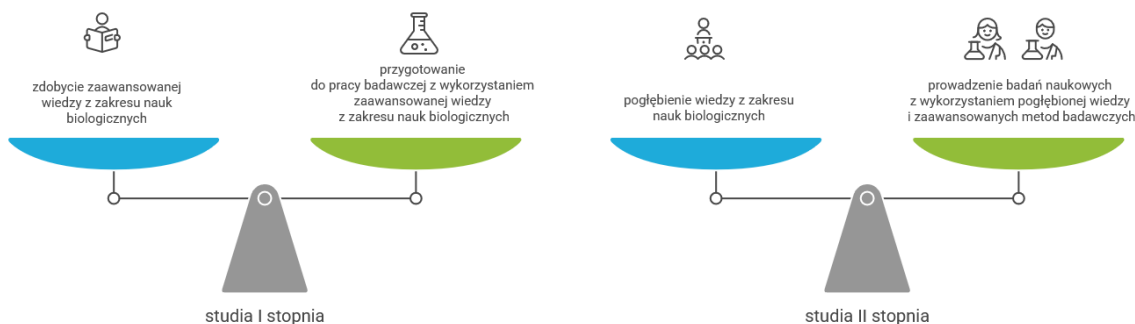 zdobycie zaawansowanej
wiedzy z zakresu nauk
biologicznych
przygotowanie
do pracy badawczej z wykorzystaniem
zaawansowanej wiedzy
z zakresu nauk biologicznych
studia I stopnia
pogłębienie wiedzy z zakresu
nauk biologicznych
prowadzenie badań naukowych
z wykorzystaniem pogłębionej wiedzy
i zaawansowanych metod badawczych
studia II stopnia